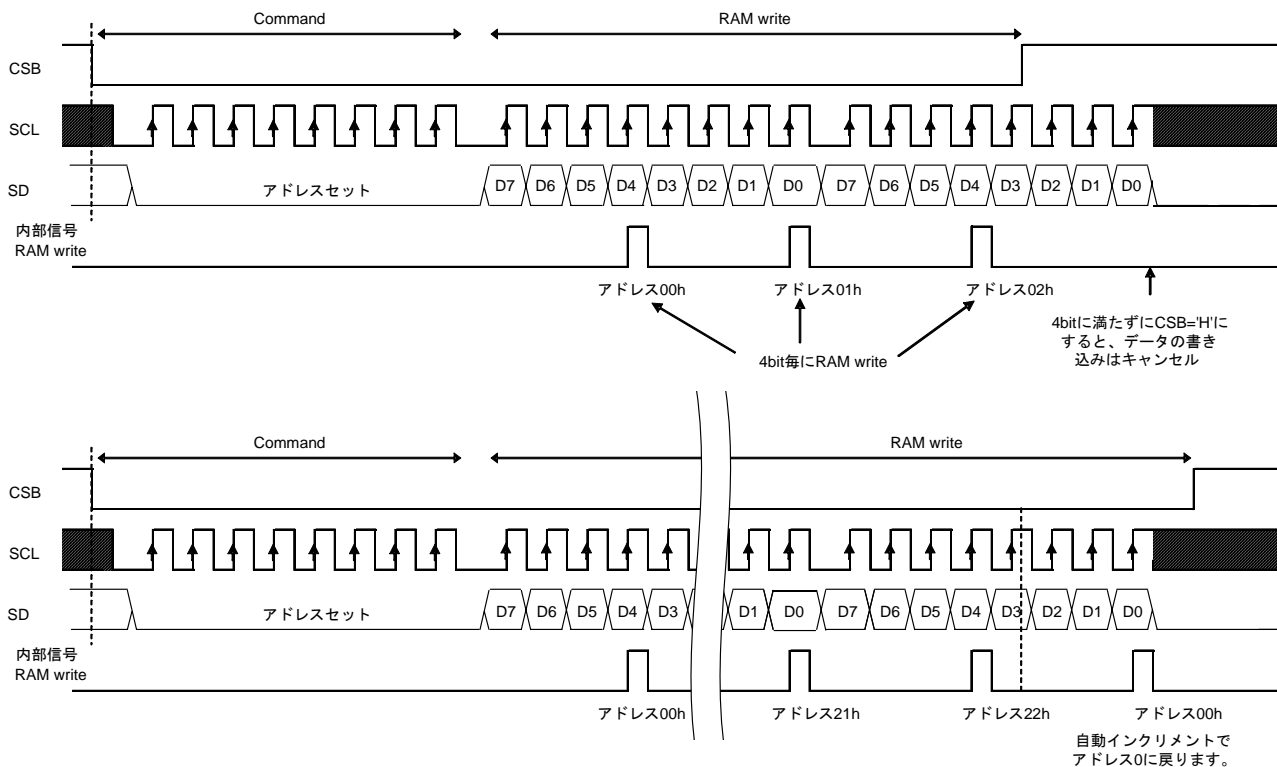 Command
RAM write
CSB
SCL
SD
アドレスセット
D7 D6 D5 D4 D3 D2 D1 D0 D7 D6 D5 D4 D3 D2 D1 D0
内部信号
RAM write
アドレス00h
アドレス01h
アドレス02h
4bit毎にRAM write
4bitに満たずにCSB='H'に
すると、データの書き
込みはキャンセル
Command
RAM write
CSB
SCL
SD
アドレスセット
D7 D6 D5 D4 D3 D1 D0 D7 D6 D5 D4 D3 D2 D1 D0
内部信号
RAM write
アドレス00h
アドレス21h
アドレス22h
アドレス00h
自動インクリメントで
アドレス0に戻ります。